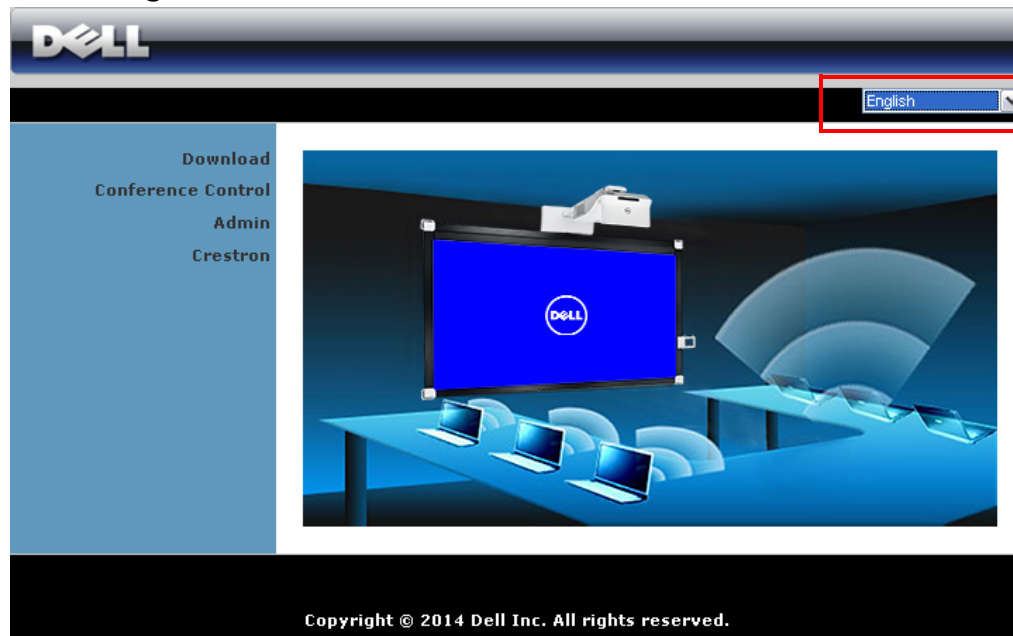 DELL
English
Download
Conference Control
Admin
Crestron
DELL
Copyright © 2014 Dell Inc. All rights reserved.